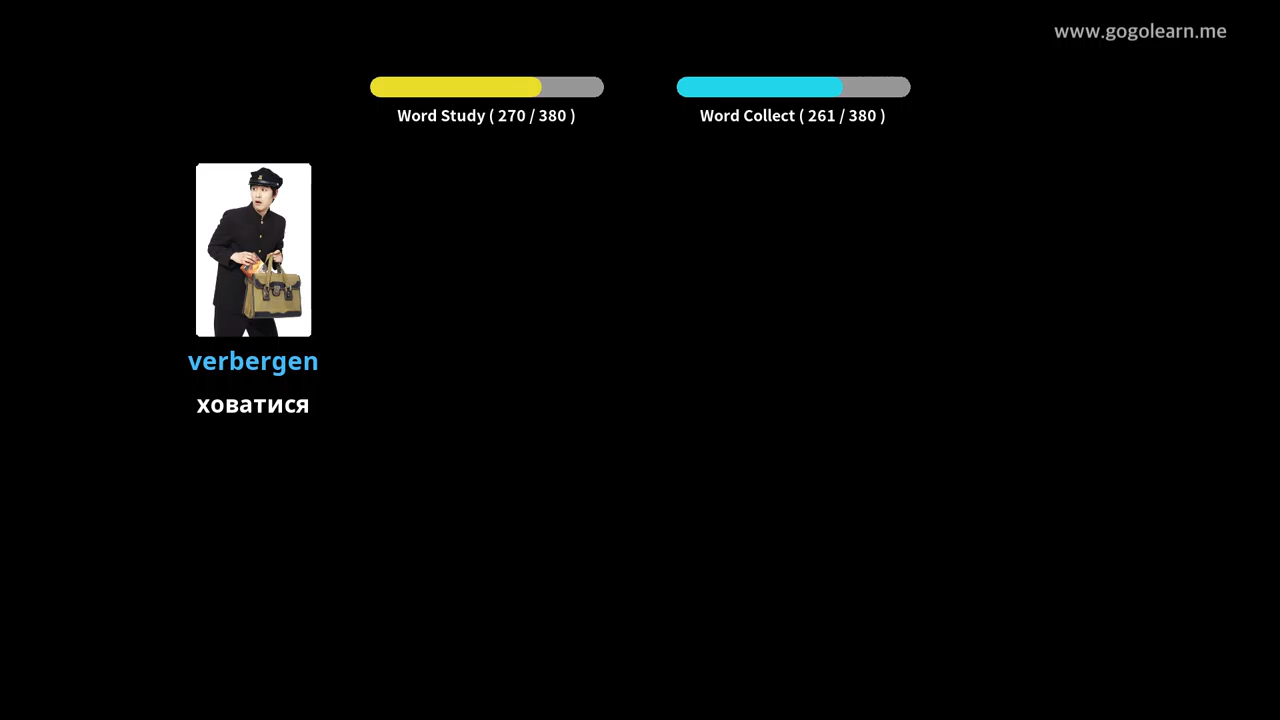 www.gogolearn.me
Word Study ( 270 / 380 )
Word Collect ( 261 / 380 )
verbergen
ховатися